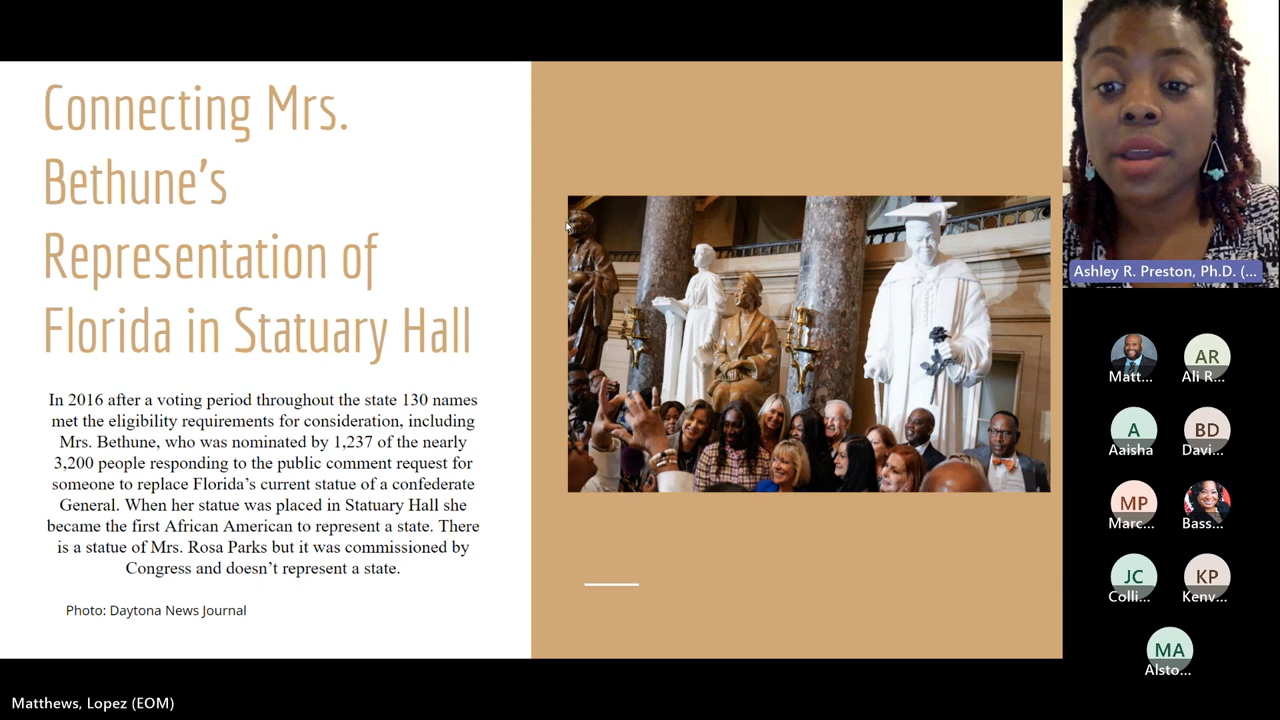 Connecting Mrs.
Bethune’s
Representation of
Florida in Statuary Hall
In 2016 after a voting period throughout the state 130 names
met the eligibility requirements for consideration, including
Mrs. Bethune, who was nominated by 1,237 of the nearly
3,200 people responding to the public comment request for
someone to replace Florida’s current statue of a confederate
General. When her statue was placed in Statuary Hall she
became the first African American to represent a state. There
is a statue of Mrs. Rosa Parks but it was commissioned by
Congress and doesn’t represent a state.
Photo: Daytona News Journal
Ashley R. Preston, Ph.D. (...
Matt...
AR
Ali R...
A
Aaisha
BD
Davi...
MP
Marc...
Bass...
JC
Colli...
KP
Kenv...
MA
Alsto...
Matthews, Lopez (EOM)